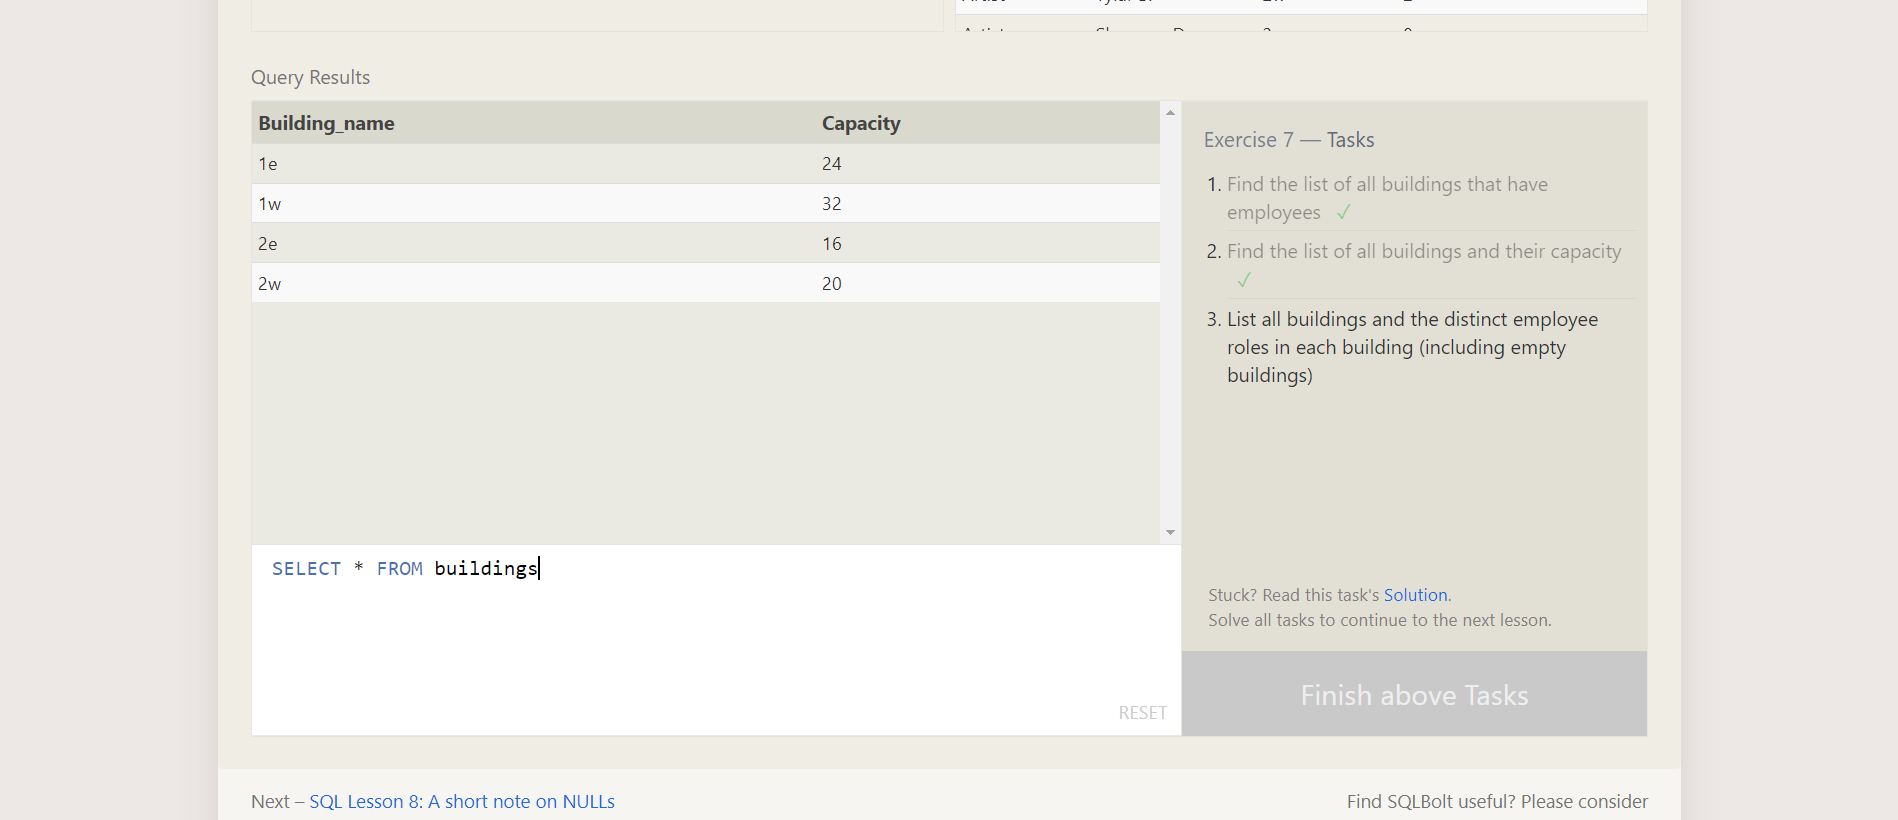 Query Results
Building_name Capacity
1e 24
1w 32
2e 16
2w 20
SELECT * FROM buildings
RESET
Exercise 7 — Tasks
1. Find the list of all buildings that have
employees ✓
2. Find the list of all buildings and their capacity
✓
3. List all buildings and the distinct employee
roles in each building (including empty
buildings)
Stuck? Read this task's Solution.
Solve all tasks to continue to the next lesson.
Finish above Tasks
Next – SQL Lesson 8: A short note on NULLs
Find SQLBolt useful? Please consider